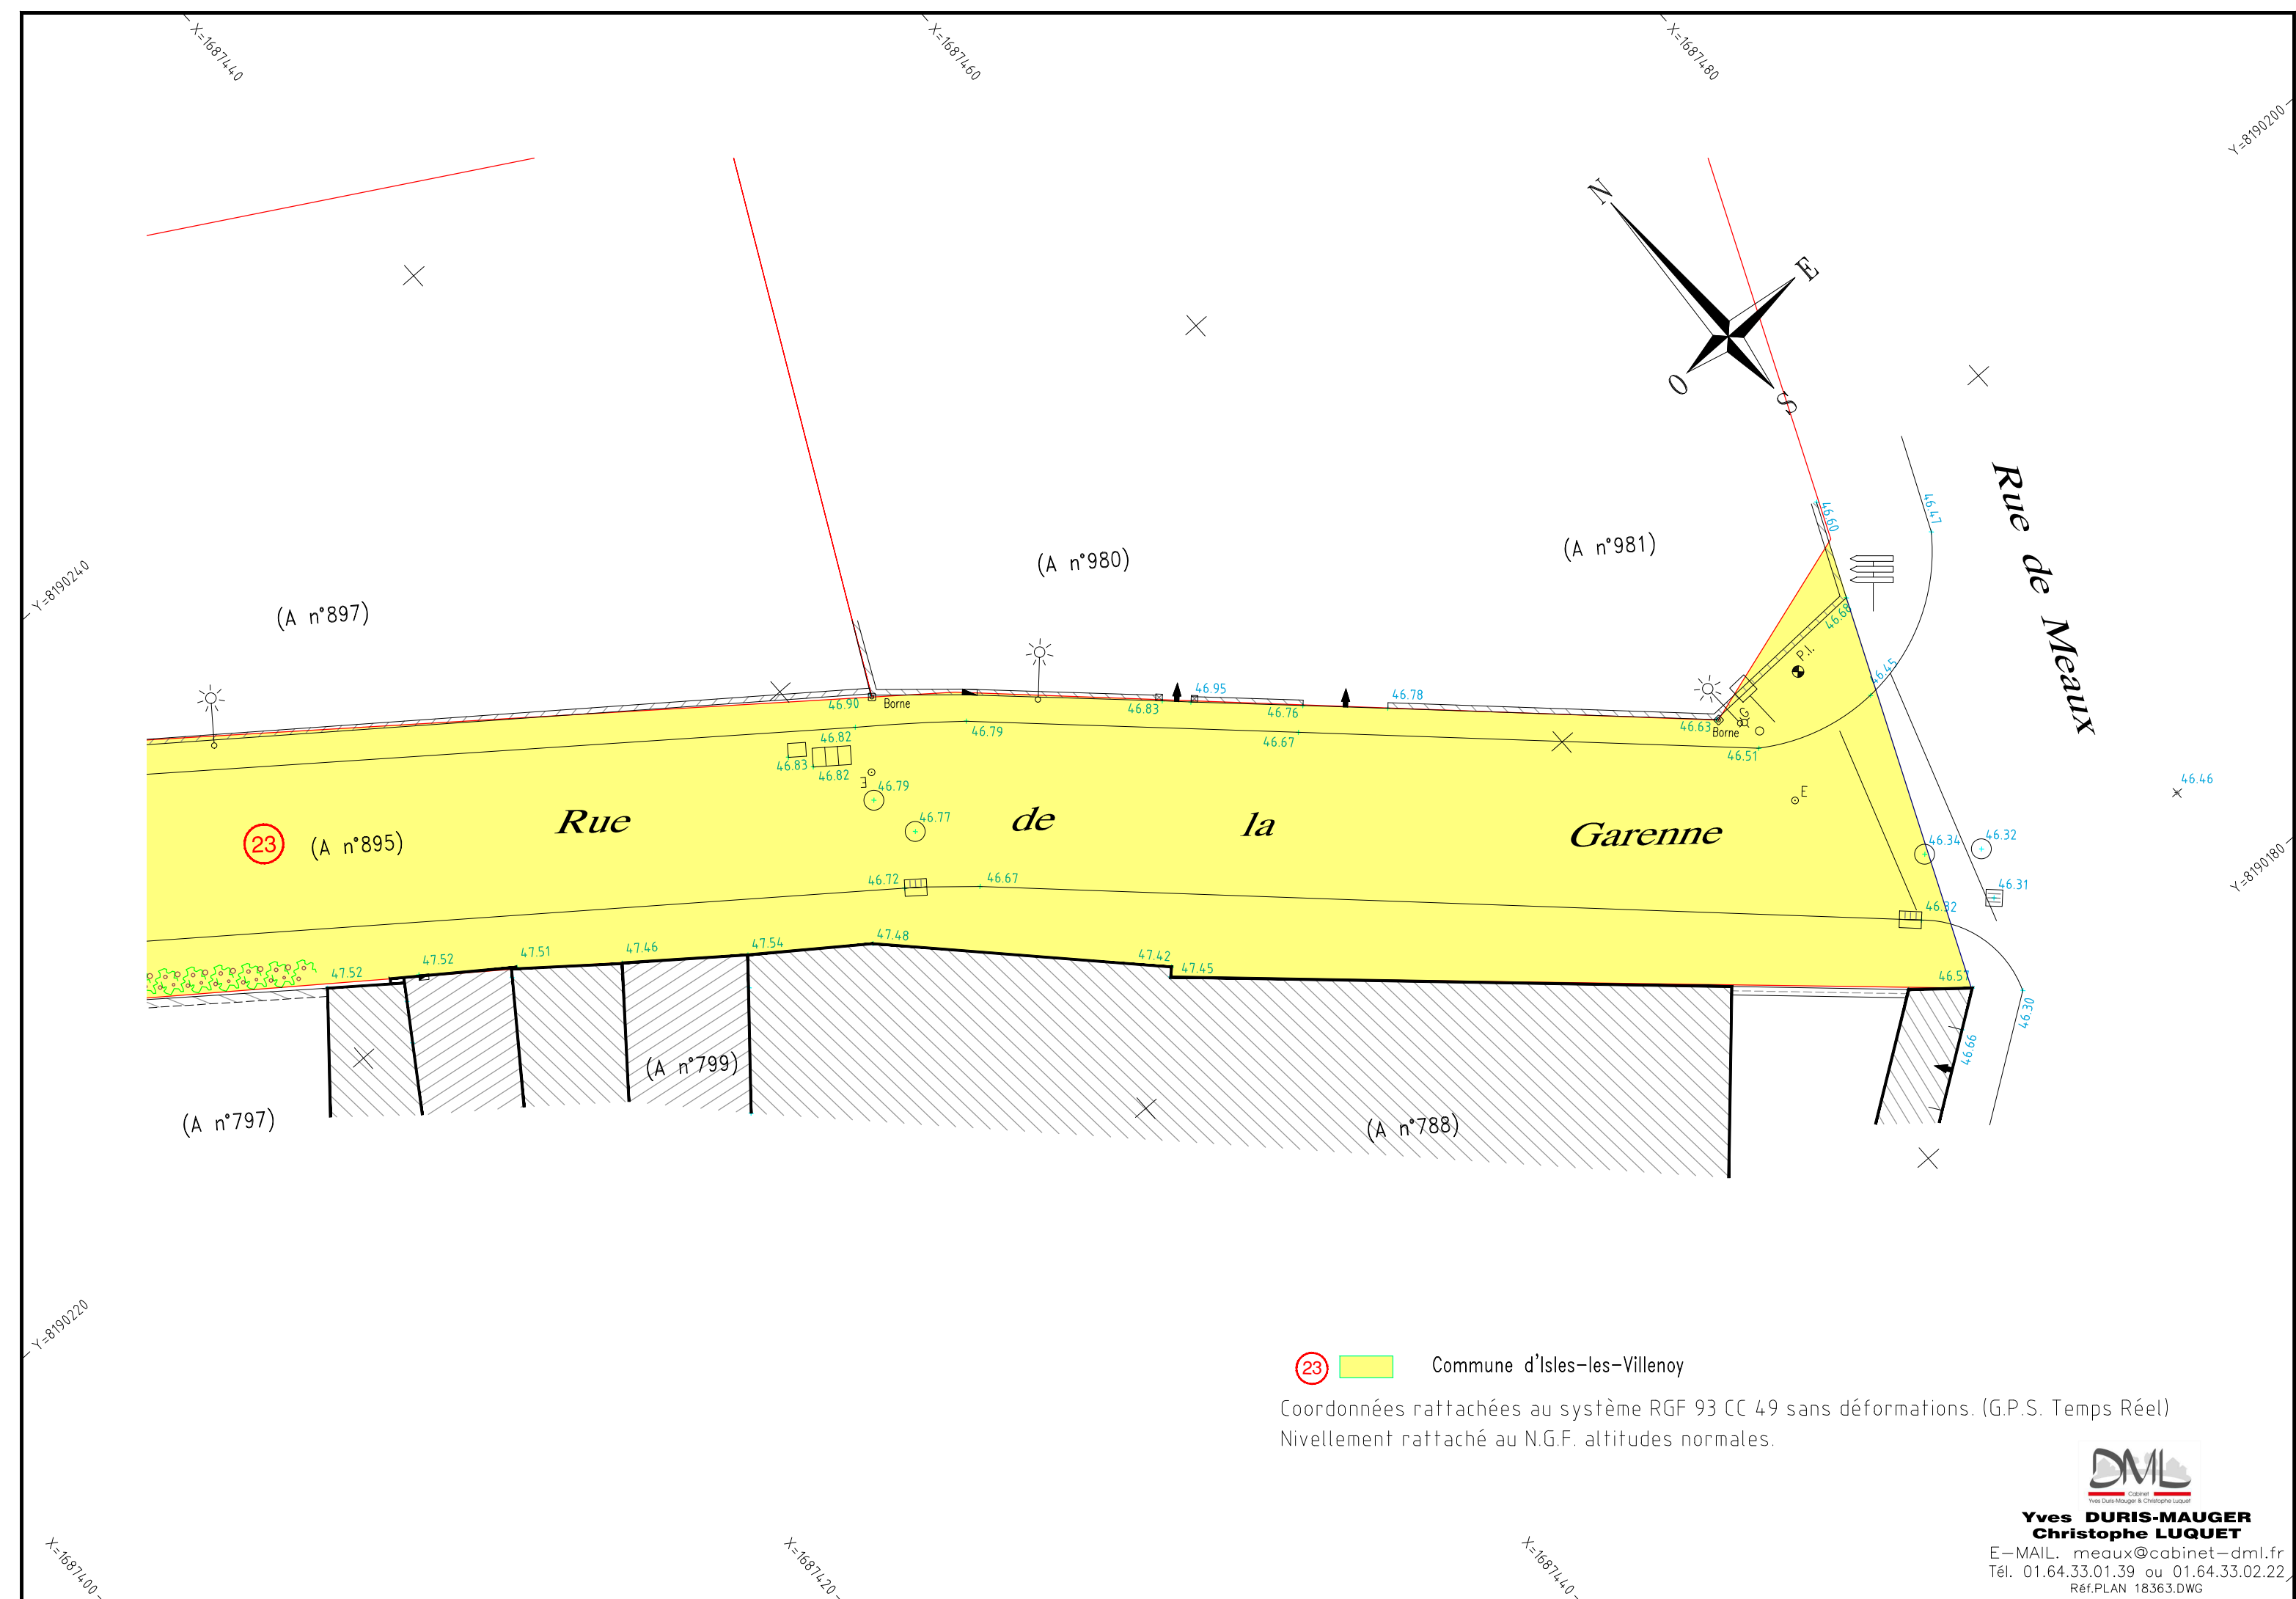 X=1687440
X=1687460
X=1687480
Y=8190200
N
E
O
S
Rue de Meaux
46.47
46.60
(A n°981)
(A n°980)
(A n°897)
Y=8190240
46.68
P.I.
46.45
46.90
Borne
46.83
46.95
46.76
46.78
46.63
Borne
G
46.82
46.79
46.67
46.51
46.83
46.82
E
46.79
46.77
E
46.46
23
(A n°895)
Rue de la Garenne
46.34
46.32
46.31
46.32
Y=8190180
46.72
46.67
47.52
47.52
47.51
47.46
47.54
47.48
47.42
47.45
46.57
46.30
46.66
(A n°799)
(A n°797)
(A n°788)
Y=8190220
23
Commune d'Isles-les-Villenoy
Coordonnées rattachées au système RGF 93 CC 49 sans déformations. (G.P.S. Temps Réel)
Nivellement rattaché au N.G.F. altitudes normales.
DML
Cabinet
Yves Duris-Mauger & Christophe Luquet
Yves DURIS-MAUGER
Christophe LUQUET
E-MAIL. meaux@cabinet-dml.fr
Tél. 01.64.33.01.39 ou 01.64.33.02.22
Réf.PLAN 18363.DWG
X=1687400
X=1687420
X=1687440